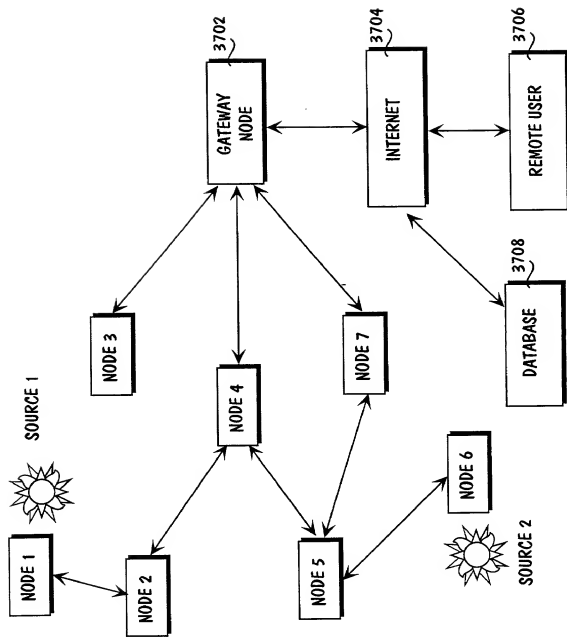 SOURCE 1
NODE 1
NODE 2
NODE 3
NODE 4
NODE 5
NODE 6
NODE 7
SOURCE 2
GATEWAY
NODE
3702
INTERNET
3704
REMOTE USER
3706
DATABASE
3708